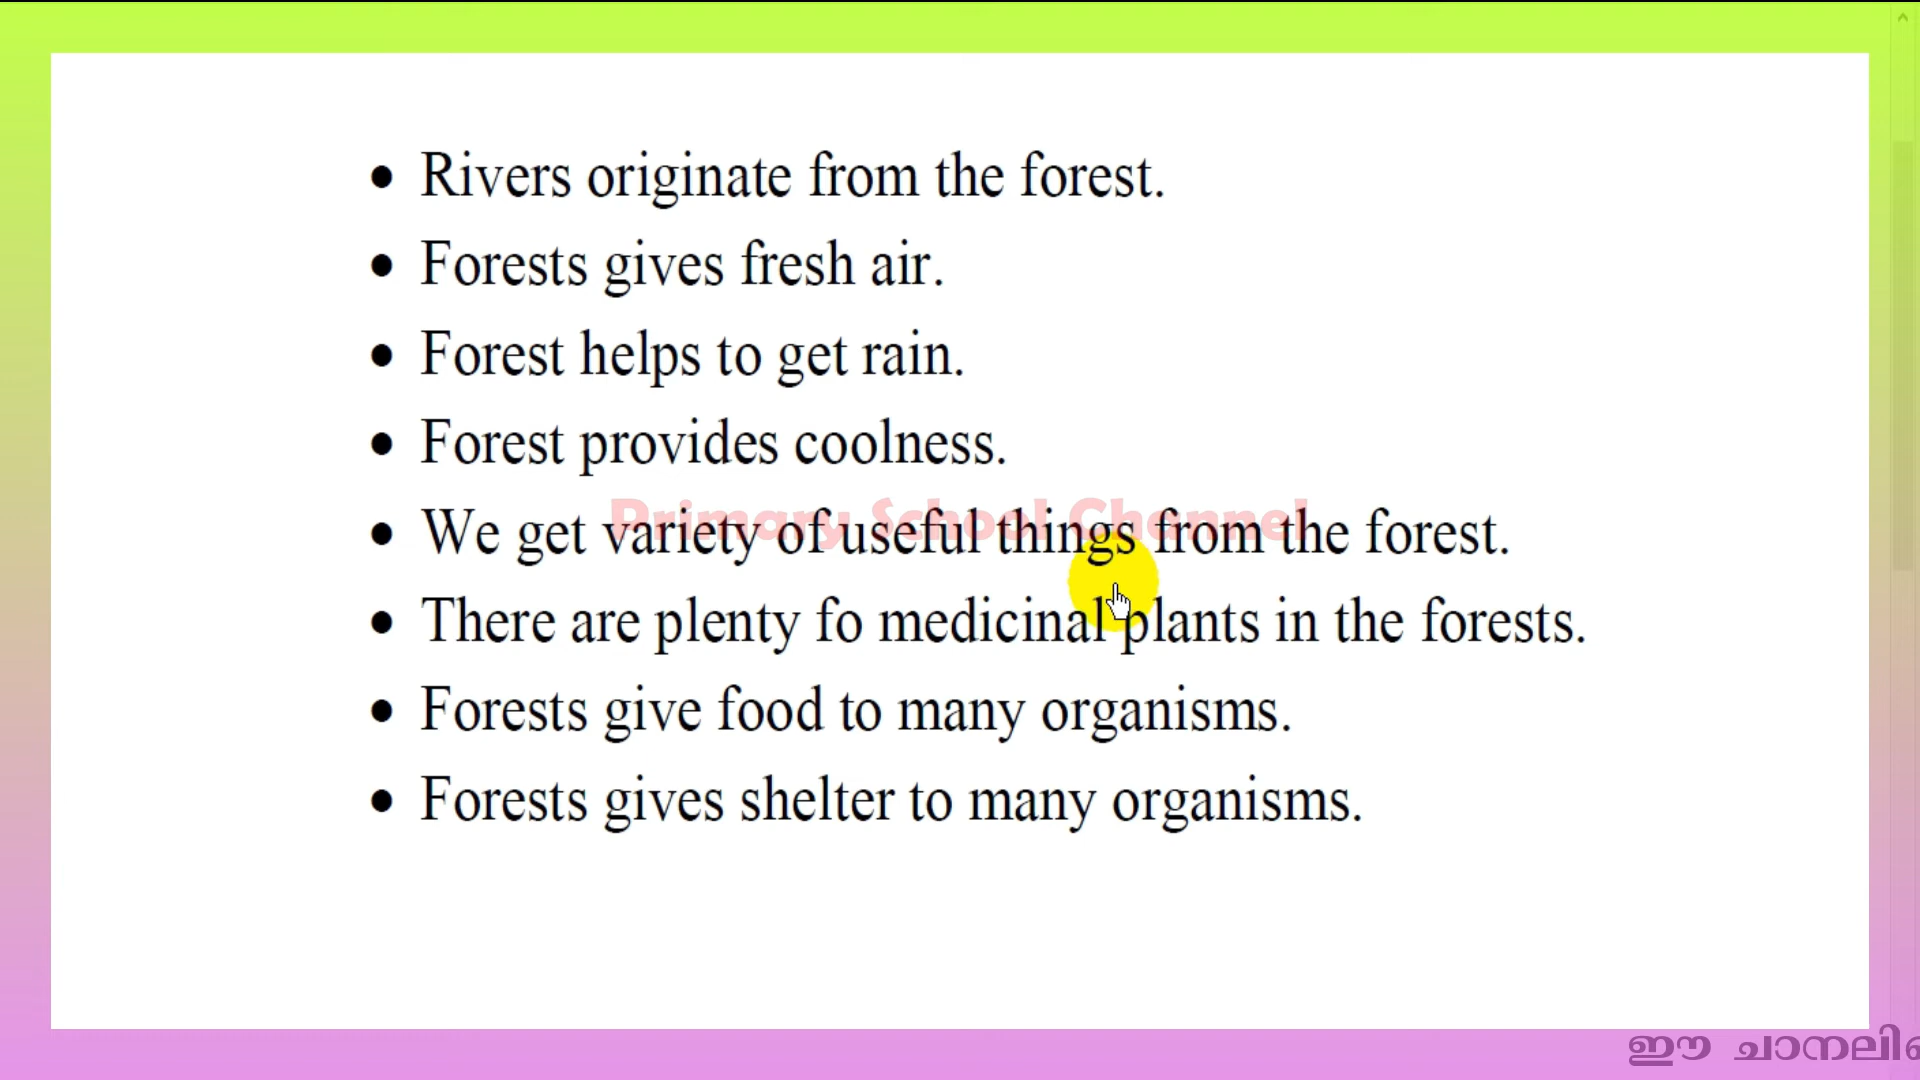 • Rivers originate from the forest.
• Forests gives fresh air.
• Forest helps to get rain.
• Forest provides coolness.
Primary School Channel
• We get variety of useful things from the forest.
• There are plenty fo medicinal plants in the forests.
• Forests give food to many organisms.
• Forests gives shelter to many organisms.
ഈ